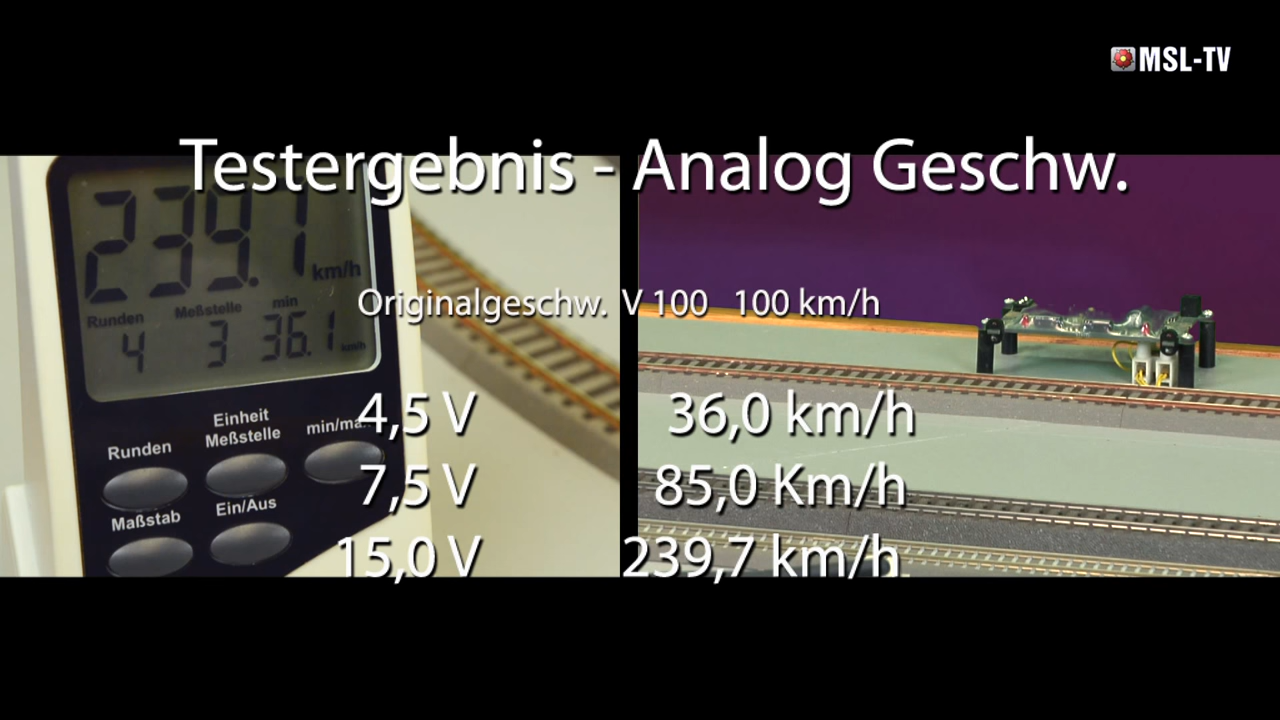 MSL-TV
Testergebnis - Analog Geschw.
239.7 km/h
Originalgeschw. V 100 100 km/h
Runden Meßstelle min
4 3 36.1 km/h
4,5 V 36,0 km/h
7,5 V 85,0 Km/h
15,0 V 239,7 km/h
Runden
Einheit
Meßstelle
Maßstab
Ein/Aus